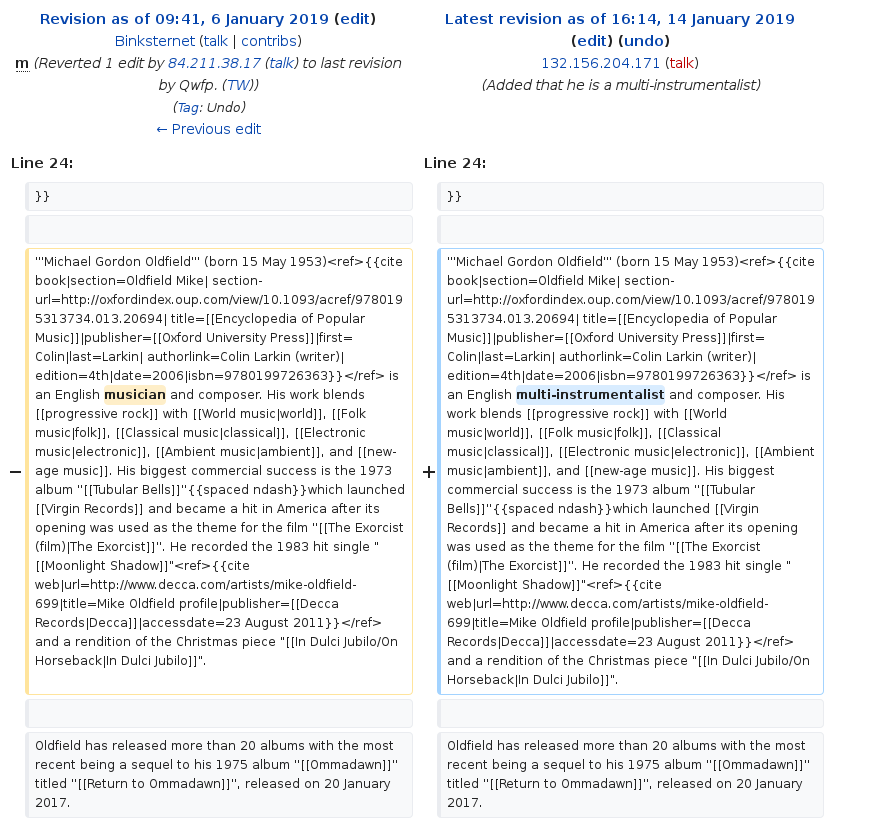 Revision as of 09:41, 6 January 2019 (edit)
Binksternet (talk | contribs)
m (Reverted 1 edit by 84.211.38.17 (talk) to last revision
by Qwfp. (TW))
(Tag: Undo)
← Previous edit
Latest revision as of 16:14, 14 January 2019
(edit) (undo)
132.156.204.171 (talk)
(Added that he is a multi-instrumentalist)
Line 24:
Line 24:
}}
}}
−
'''Michael Gordon Oldfield''' (born 15 May 1953)<ref>{{cite
book|section=Oldfield Mike| section-
url=http://oxfordindex.oup.com/view/10.1093/acref/978019
5313734.013.20694| title=[[Encyclopedia of Popular
Music]]|publisher=[[Oxford University Press]]|first=
Colin|last=Larkin| authorlink=Colin Larkin (writer)|
edition=4th|date=2006|isbn=9780199726363}}</ref> is
an English musician and composer. His work blends
[[progressive rock]] with [[World music|world]], [[Folk
music|folk]], [[Classical music|classical]], [[Electronic
music|electronic]], [[Ambient music|ambient]], and [[new-
age music]]. His biggest commercial success is the 1973
album ''[[Tubular Bells]]''{{spaced ndash}}which launched
[[Virgin Records]] and became a hit in America after its
opening was used as the theme for the film ''[[The Exorcist
(film)|The Exorcist]]''. He recorded the 1983 hit single "
[[Moonlight Shadow]]"<ref>{{cite
web|url=http://www.decca.com/artists/mike-oldfield-
699|title=Mike Oldfield profile|publisher=[[Decca
Records|Decca]]|accessdate=23 August 2011}}</ref>
and a rendition of the Christmas piece "[[In Dulci Jubilo/On
Horseback|In Dulci Jubilo]]".
+
'''Michael Gordon Oldfield''' (born 15 May 1953)<ref>{{cite
book|section=Oldfield Mike| section-
url=http://oxfordindex.oup.com/view/10.1093/acref/978019
5313734.013.20694| title=[[Encyclopedia of Popular
Music]]|publisher=[[Oxford University Press]]|first=
Colin|last=Larkin| authorlink=Colin Larkin (writer)|
edition=4th|date=2006|isbn=9780199726363}}</ref> is
an English multi-instrumentalist and composer. His
work blends [[progressive rock]] with [[World
music|world]], [[Folk music|folk]], [[Classical
music|classical]], [[Electronic music|electronic]], [[Ambient
music|ambient]], and [[new-age music]]. His biggest
commercial success is the 1973 album ''[[Tubular
Bells]]''{{spaced ndash}}which launched [[Virgin
Records]] and became a hit in America after its opening
was used as the theme for the film ''[[The Exorcist
(film)|The Exorcist]]''. He recorded the 1983 hit single "
[[Moonlight Shadow]]"<ref>{{cite
web|url=http://www.decca.com/artists/mike-oldfield-
699|title=Mike Oldfield profile|publisher=[[Decca
Records|Decca]]|accessdate=23 August 2011}}</ref>
and a rendition of the Christmas piece "[[In Dulci Jubilo/On
Horseback|In Dulci Jubilo]]".
Oldfield has released more than 20 albums with the most
recent being a sequel to his 1975 album ''[[Ommadawn]]''
titled ''[[Return to Ommadawn]]'', released on 20 January
2017.
Oldfield has released more than 20 albums with the most
recent being a sequel to his 1975 album ''[[Ommadawn]]''
titled ''[[Return to Ommadawn]]'', released on 20 January
2017.